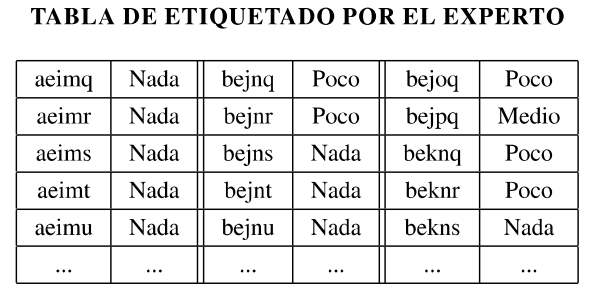 TABLA DE ETIQUETADO POR EL EXPERTO
aeimq Nada bejnq Poco bejoq Poco
aeimr Nada bejnr Poco bejpq Medio
aeims Nada bejns Nada beknq Poco
aeimt Nada bejnt Nada beknr Poco
aeimu Nada bejnu Nada bekns Nada
... ... ... ... ... ...